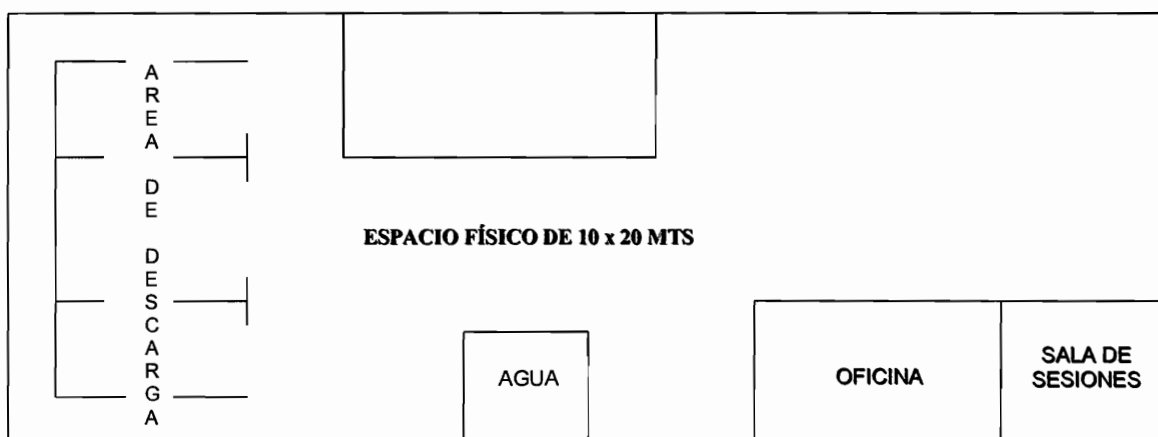 AREA DE DESCARGA
ESPACIO FÍSICO DE 10 x 20 MTS
AGUA
OFICINA
SALA DE
SESIONES